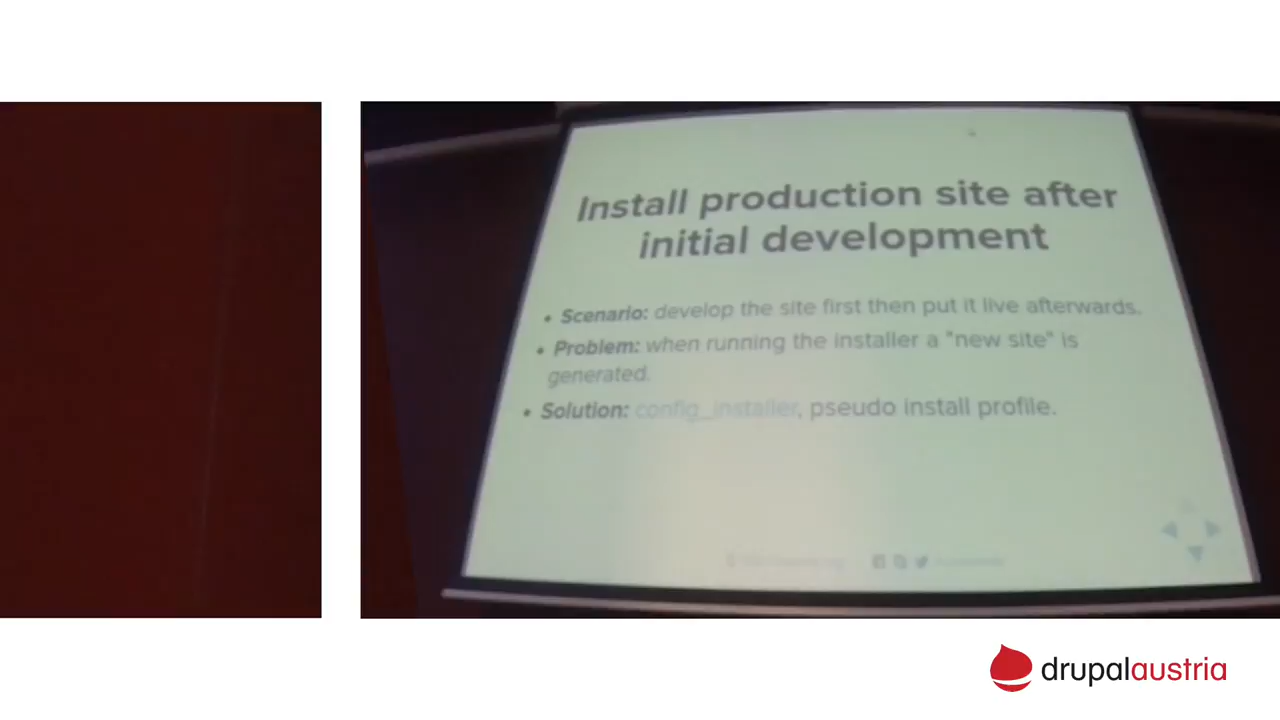 Install production site after
initial development
• Scenario: develop the site first then put it live afterwards.
• Problem: when running the installer a "new site" is
generated.
• Solution: config_installer, pseudo install profile.
drupalaustria